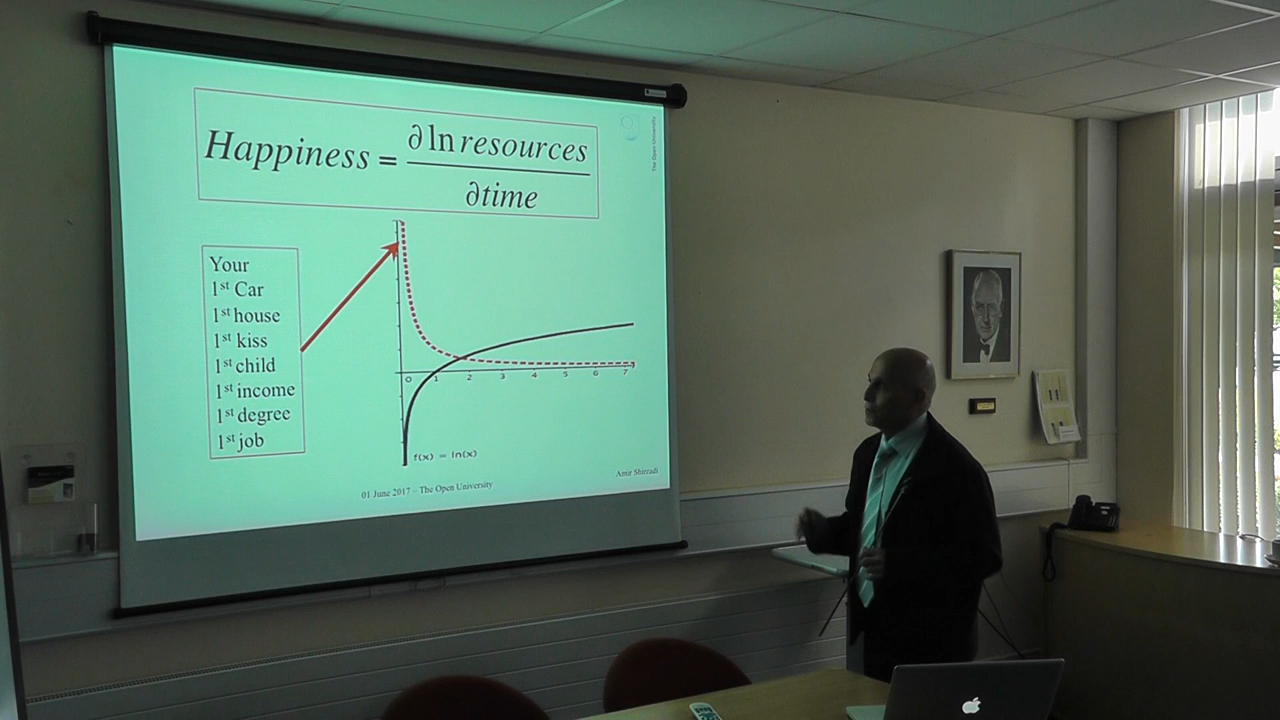 Happiness = ∂ ln resources / ∂time
The Open University
Your
1st Car
1st house
1st kiss
1st child
1st income
1st degree
1st job
0 1 2 3 4 5 6 7
f(x) = ln(x)
Amir Shirradi
01 June 2017 – The Open University